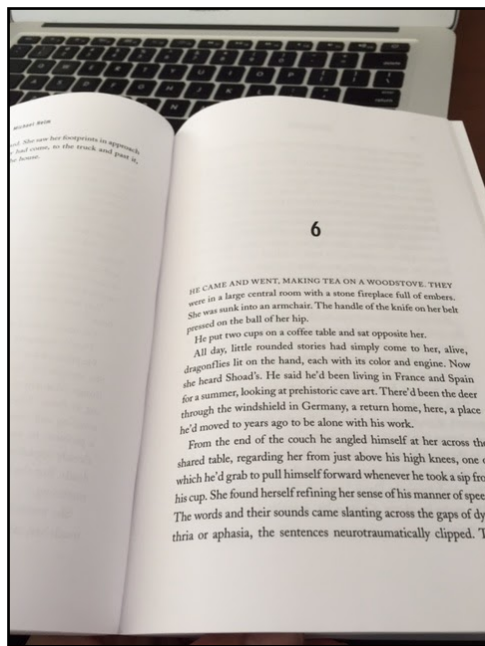 MICHAEL HELM
ed. She saw her footprints in approach
had come, to the truck and past it,
he house.
6
HE CAME AND WENT, MAKING TEA ON A WOODSTOVE. THEY
were in a large central room with a stone fireplace full of embers.
She was sunk into an armchair. The handle of the knife on her belt
pressed on the ball of her hip.
He put two cups on a coffee table and sat opposite her.
All day, little rounded stories had simply come to her, alive,
dragonflies lit on the hand, each with its color and engine. Now
she heard Shoad's. He said he'd been living in France and Spain
for a summer, looking at prehistoric cave art. There'd been the deer
through the windshield in Germany, a return home, here, a place
he'd moved to years ago to be alone with his work.
From the end of the couch he angled himself at her across the
shared table, regarding her from just above his high knees, one o
which he'd grab to pull himself forward whenever he took a sip fro
his cup. She found herself refining her sense of his manner of spee
The words and their sounds came slanting across the gaps of dy
thria or aphasia, the sentences neurotraumatically clipped. T